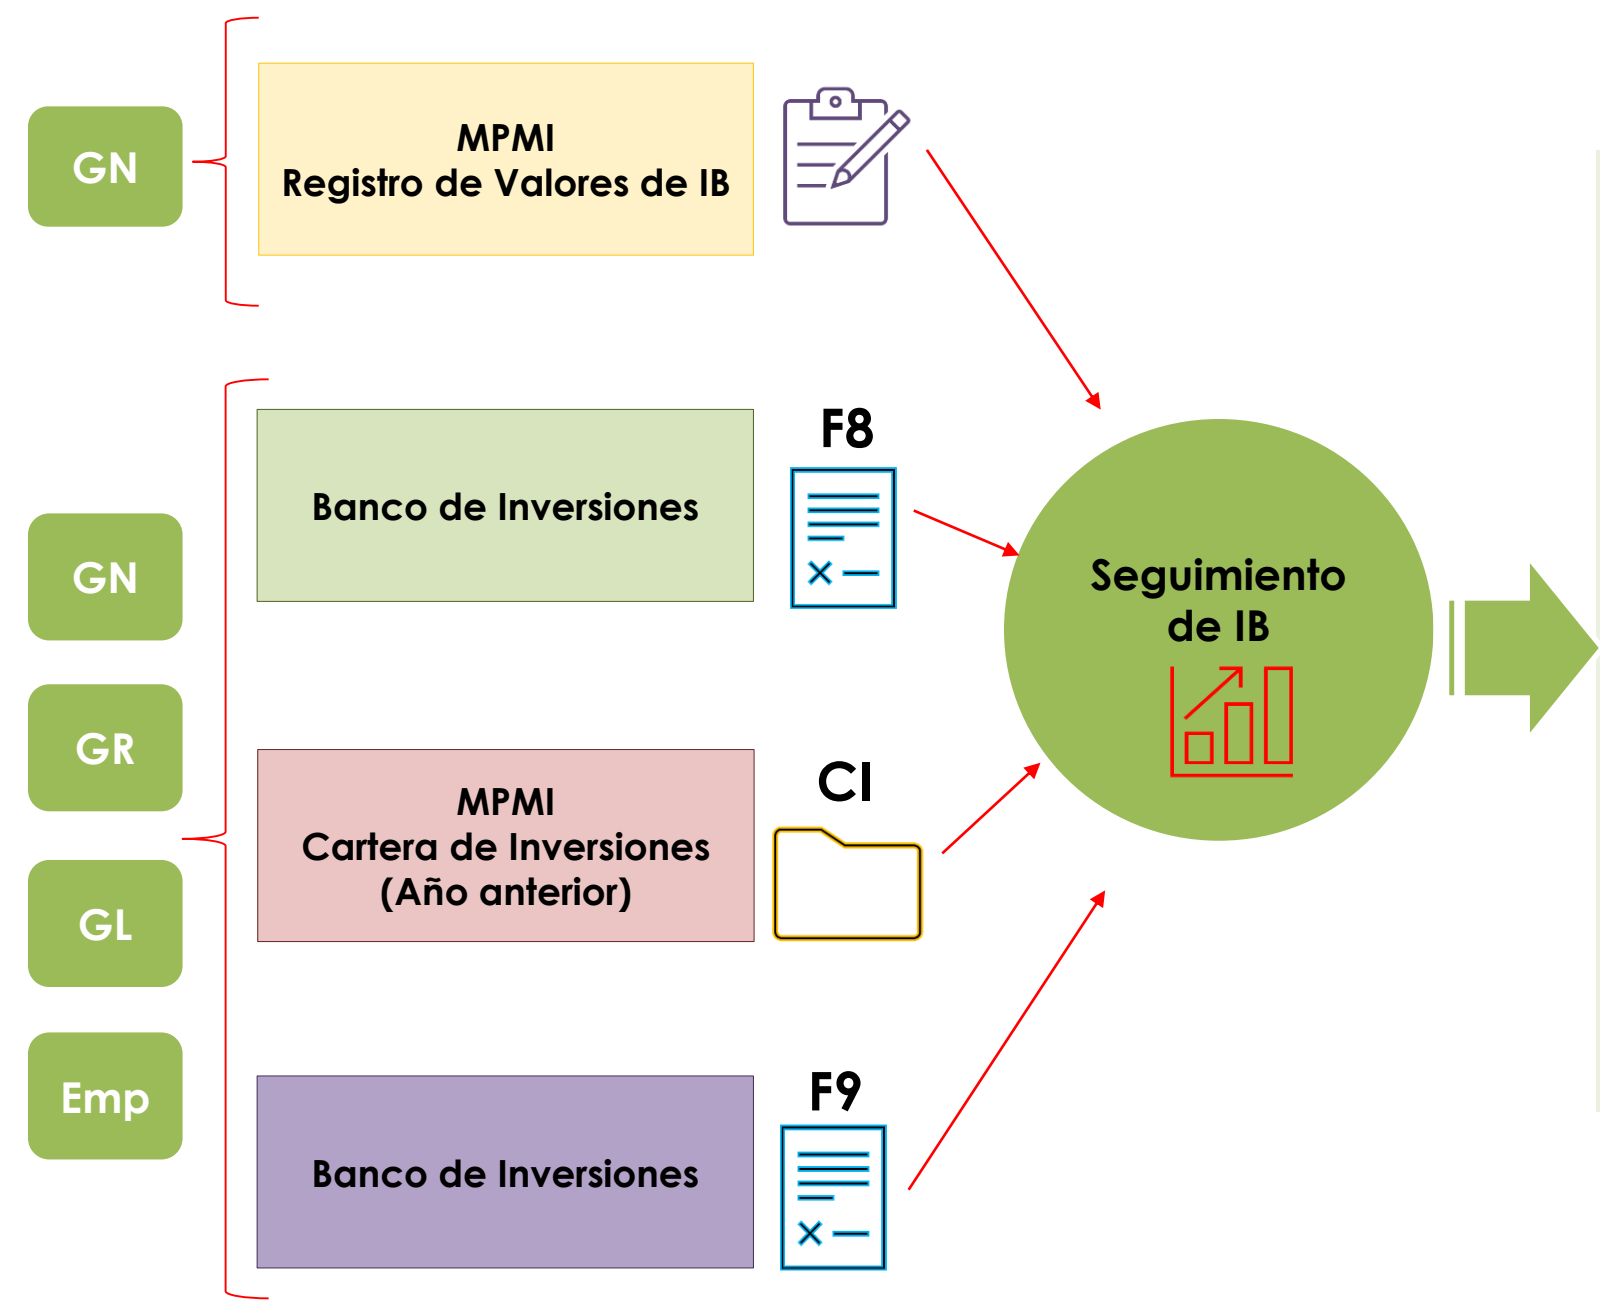 GN
MPMI
Registro de Valores de IB
GN
GR
GL
Emp
Banco de Inversiones
F8
MPMI
Cartera de Inversiones
(Año anterior)
CI
Banco de Inversiones
F9
Seguimiento
de IB